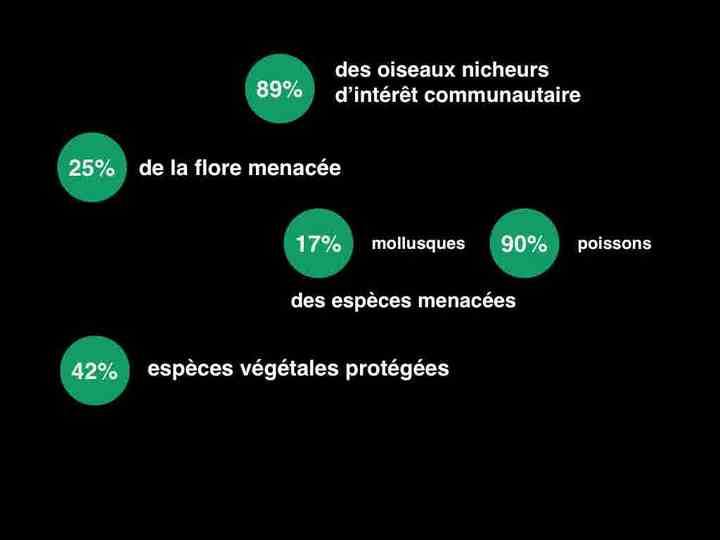 89%
des oiseaux nicheurs
d’intérêt communautaire
25% de la flore menacée
17% mollusques 90% poissons
des espèces menacées
42% espèces végétales protégées